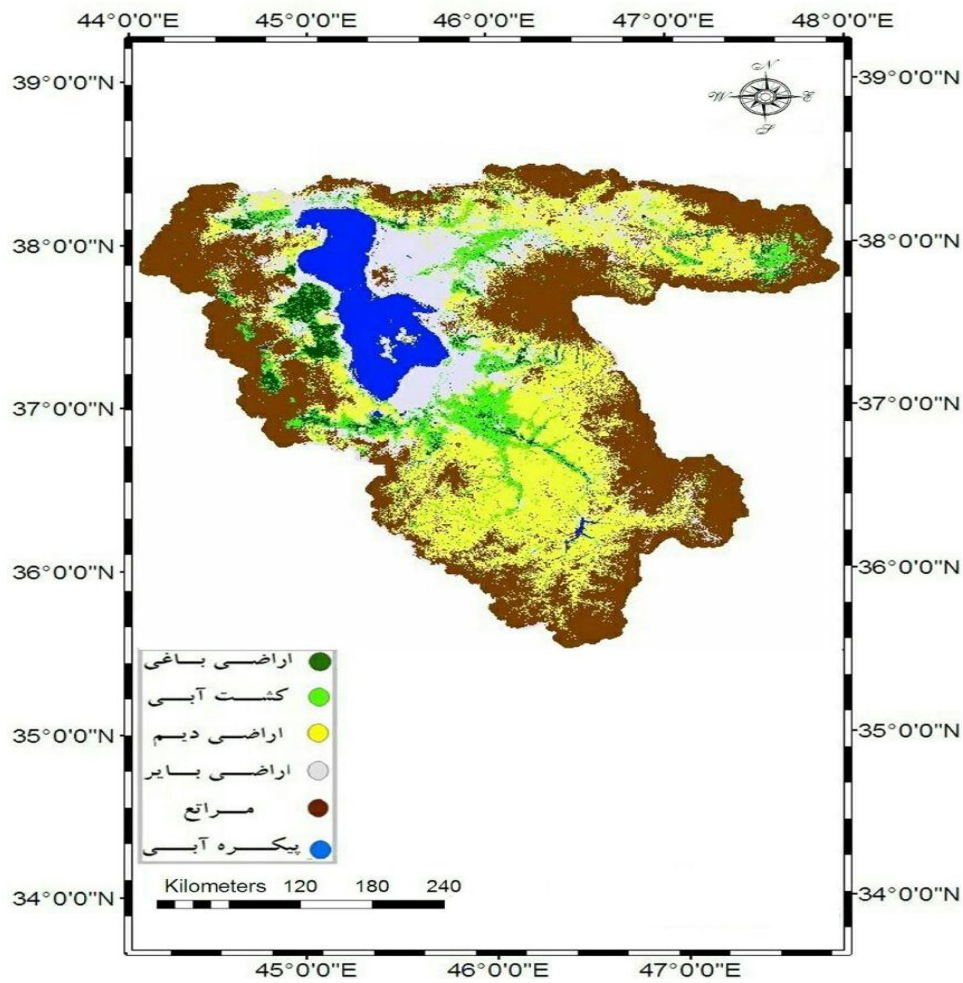 44°0'0"E 45°0'0"E 46°0'0"E 47°0'0"E 48°0'0"E
39°0'0"N 39°0'0"N
N
W E
S
38°0'0"N 38°0'0"N
37°0'0"N 37°0'0"N
36°0'0"N 36°0'0"N
اراضی باغی
کشت آبی
اراضی دیم
35°0'0"N 35°0'0"N
اراضی بایر
مراتع
پیکره آبی
Kilometers 120 180 240
34°0'0"N 34°0'0"N
45°0'0"E 46°0'0"E 47°0'0"E